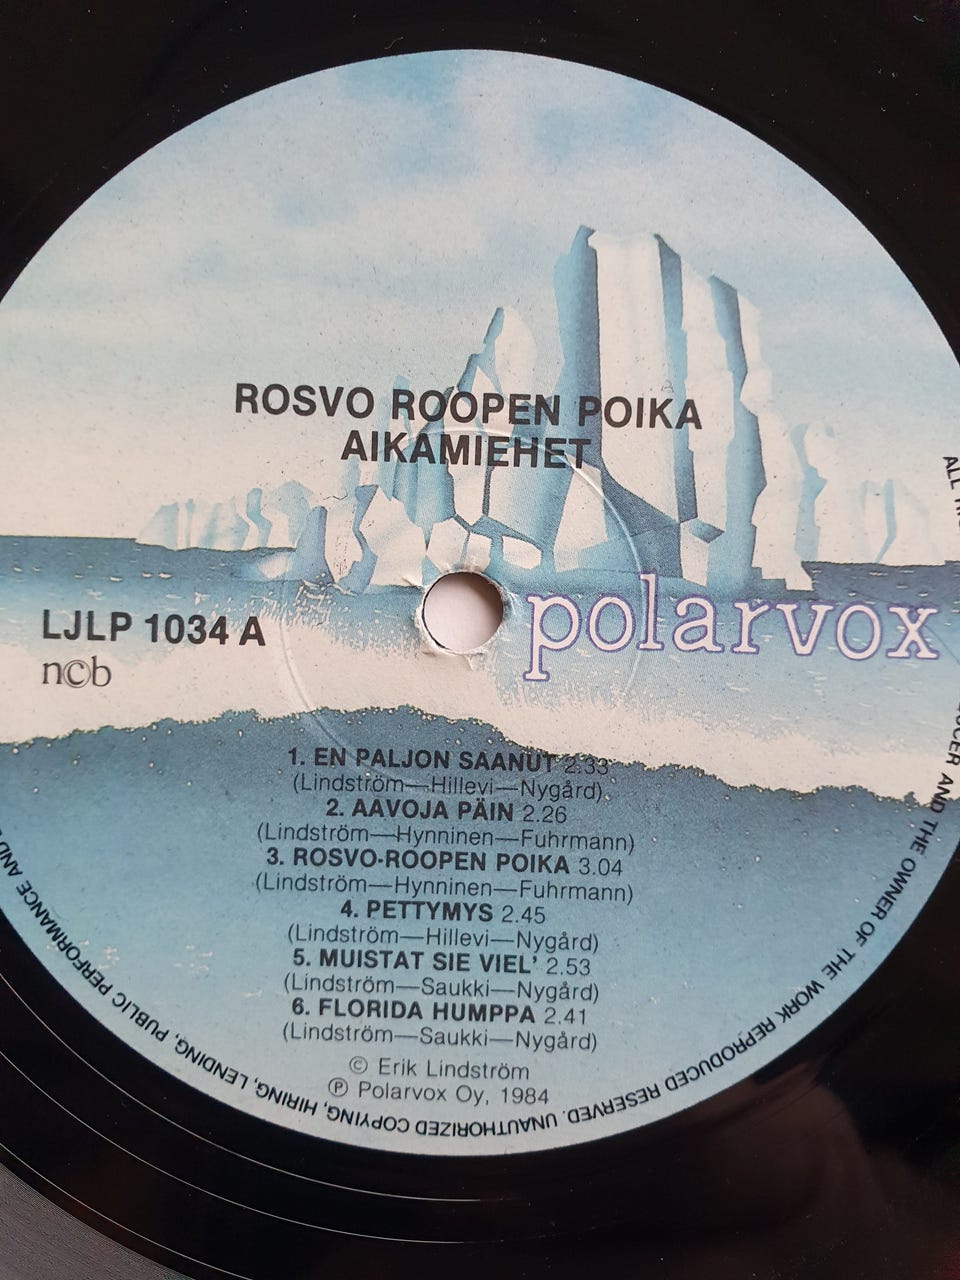 ROSVO ROOPEN POIKA
AIKAMIEHET
LJLP 1034 A
n©b
polarvox
1. EN PALJON SAANUT 2.33
(Lindström—Hillevi—Nygård)
2. AAVOJA PÄIN 2.26
(Lindström—Hynninen—Fuhrmann)
3. ROSVO-ROOPEN POIKA 3.04
(Lindström—Hynninen—Fuhrmann)
4. PETTYMYS 2.45
(Lindström—Hillevi—Nygård)
5. MUISTAT SIE VIEL' 2.53
(Lindström—Saukki—Nygård)
6. FLORIDA HUMPPA 2.41
(Lindström—Saukki—Nygård)
© Erik Lindström
℗ Polarvox Oy, 1984
ALL
AND THE OWNER OF THE WORK REPRODUCED RESERVED. UNAUTHORIZED COPYING, HIRING, LENDING, PUBLIC PERFORMANCE AND